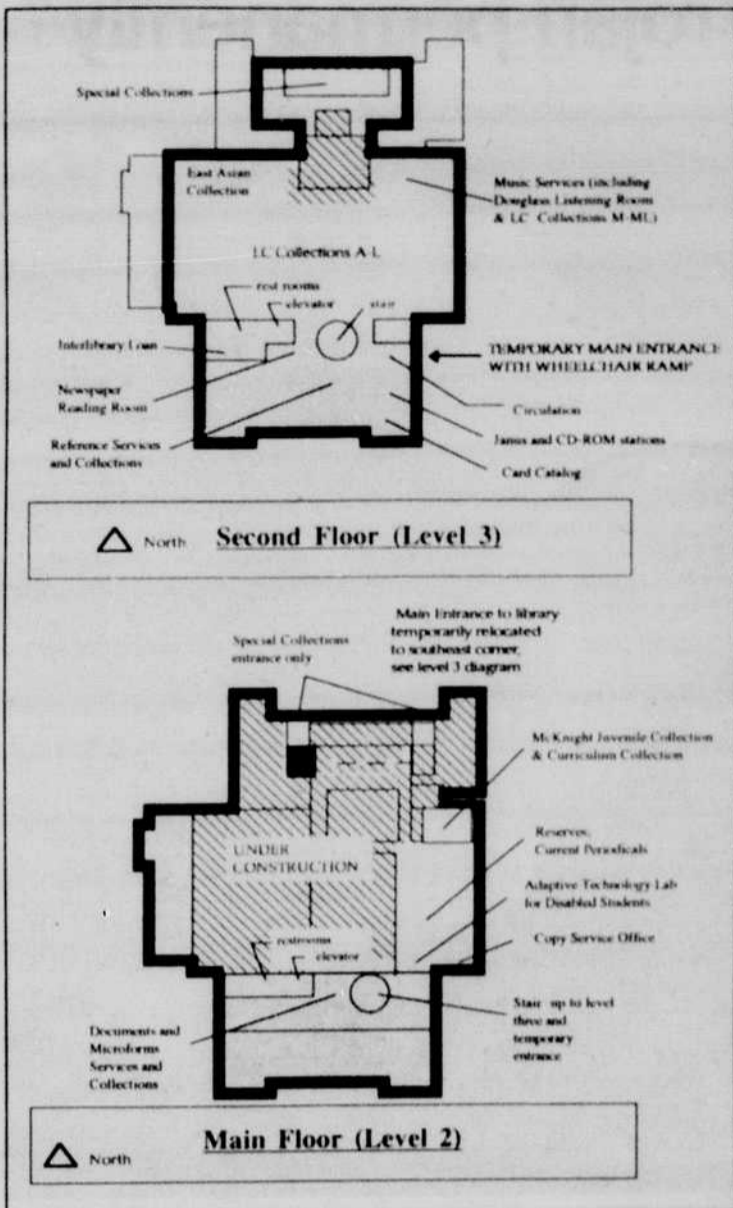 Special Collections
East Asian
Collection
Music Services (including
Douglass Listening Room
& LC Collections M-ML)
LC Collections A-L
rest rooms
elevator
stair
Interlibrary Loan
TEMPORARY MAIN ENTRANCE
WITH WHEELCHAIR RAMP
Newspaper
Reading Room
Circulation
Reference Services
and Collections
Janus and CD-ROM stations
Card Catalog
North
Second Floor (Level 3)
Special Collections
entrance only
Main Entrance to library
temporarily relocated
to southeast corner,
see level 3 diagram
McKnight Juvenile Collection
& Curriculum Collection
UNDER
CONSTRUCTION
Reserves,
Current Periodicals
Adaptive Technology Lab
for Disabled Students
Copy Service Office
restrooms
elevator
Stair up to level
three and
temporary
entrance
Documents and
Microforms
Services and
Collections
North
Main Floor (Level 2)